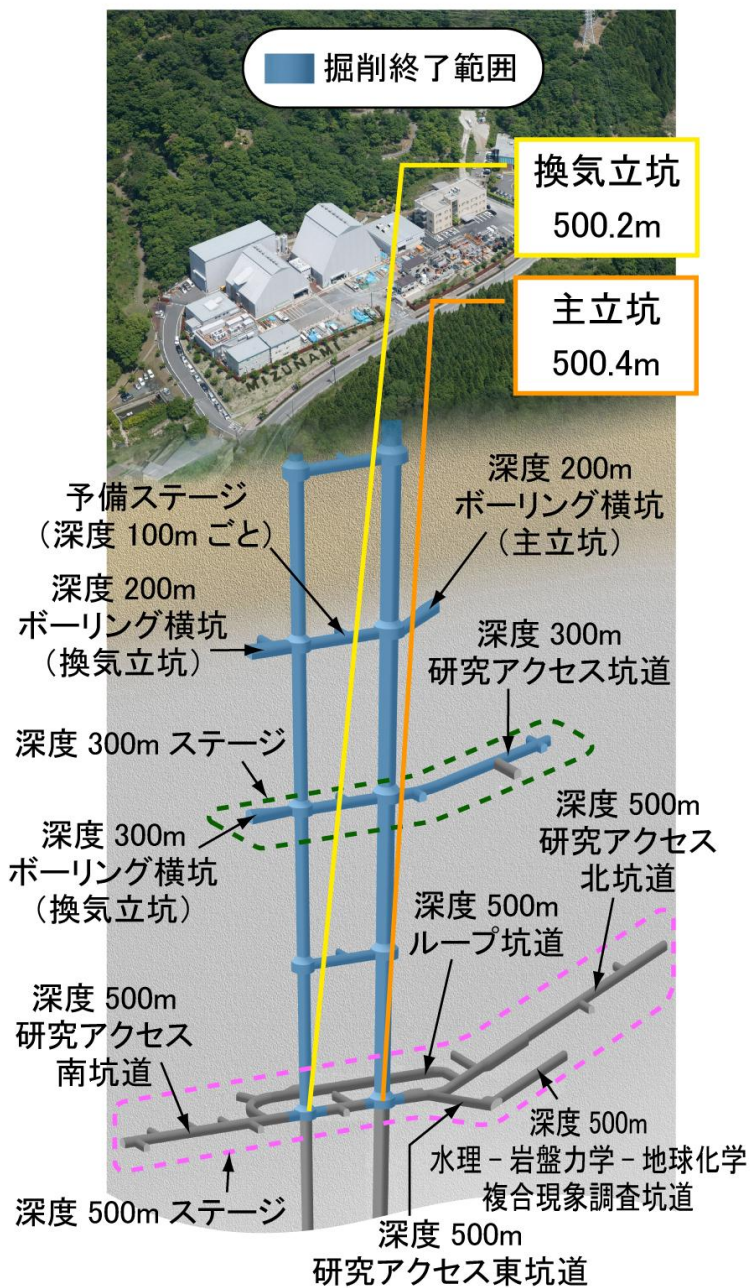 掘削終了範囲
換気立坑
500.2m
主立坑
500.4m
MIZUNAMI
予備ステージ
（深度 100m ごと）
深度 200m
ボーリング横坑
（主立坑）
深度 200m
ボーリング横坑
（換気立坑）
深度 300m
研究アクセス坑道
深度 300m ステージ
深度 300m
ボーリング横坑
（換気立坑）
深度 500m
研究アクセス
北坑道
深度 500m
ループ坑道
深度 500m
研究アクセス
南坑道
深度 500m
水理－岩盤力学－地球化学
複合現象調査坑道
深度 500m ステージ
深度 500m
研究アクセス東坑道